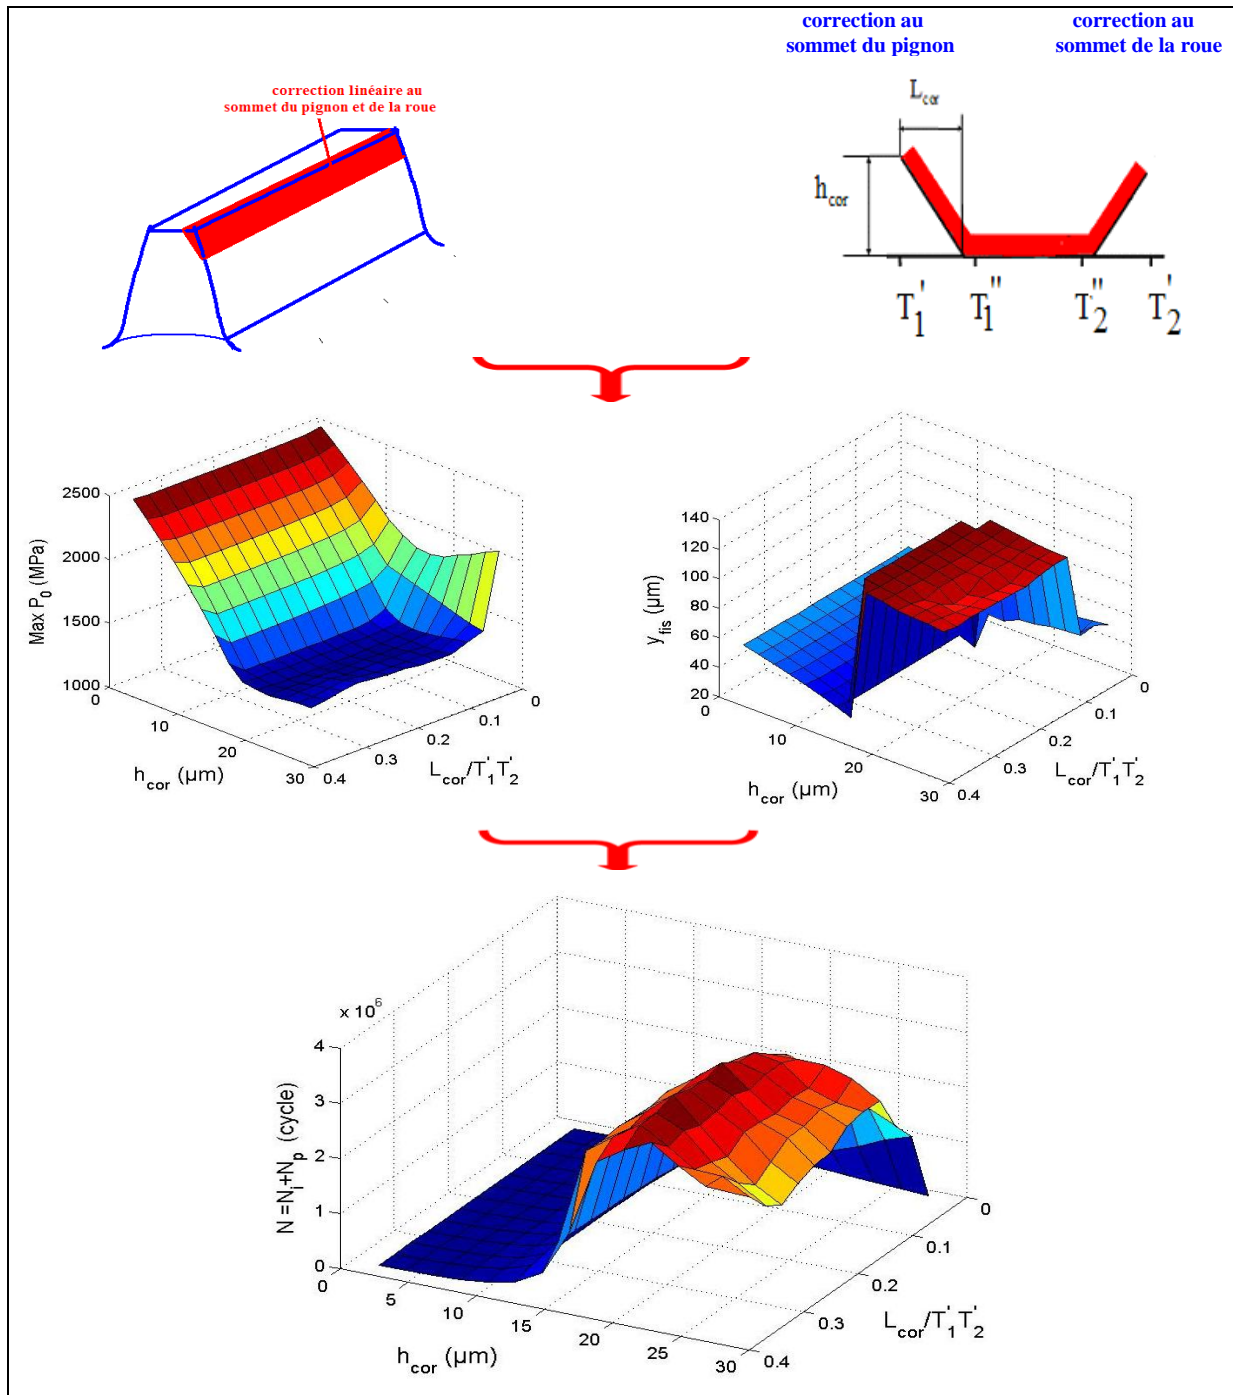 correction au
sommet du pignon
correction au
sommet de la roue
correction linéaire au
sommet du pignon et de la roue
L_cor
h_cor
T'_1
T''_1
T''_2
T'_2
Max P_0 (MPa)
2500
2000
1500
1000
0
10
20
30
h_cor (µm)
0.4
0.3
0.2
0.1
0
L_cor/T'_1T'_2
y_fis (µm)
140
120
100
80
60
40
20
0
10
20
30
h_cor (µm)
0.4
0.3
0.2
0.1
0
L_cor/T'_1T'_2
x 10^6
N =N_i+N_p (cycle)
4
3
2
1
0
0
5
10
15
20
25
30
h_cor (µm)
0.4
0.3
0.2
0.1
0
L_cor/T'_1T'_2